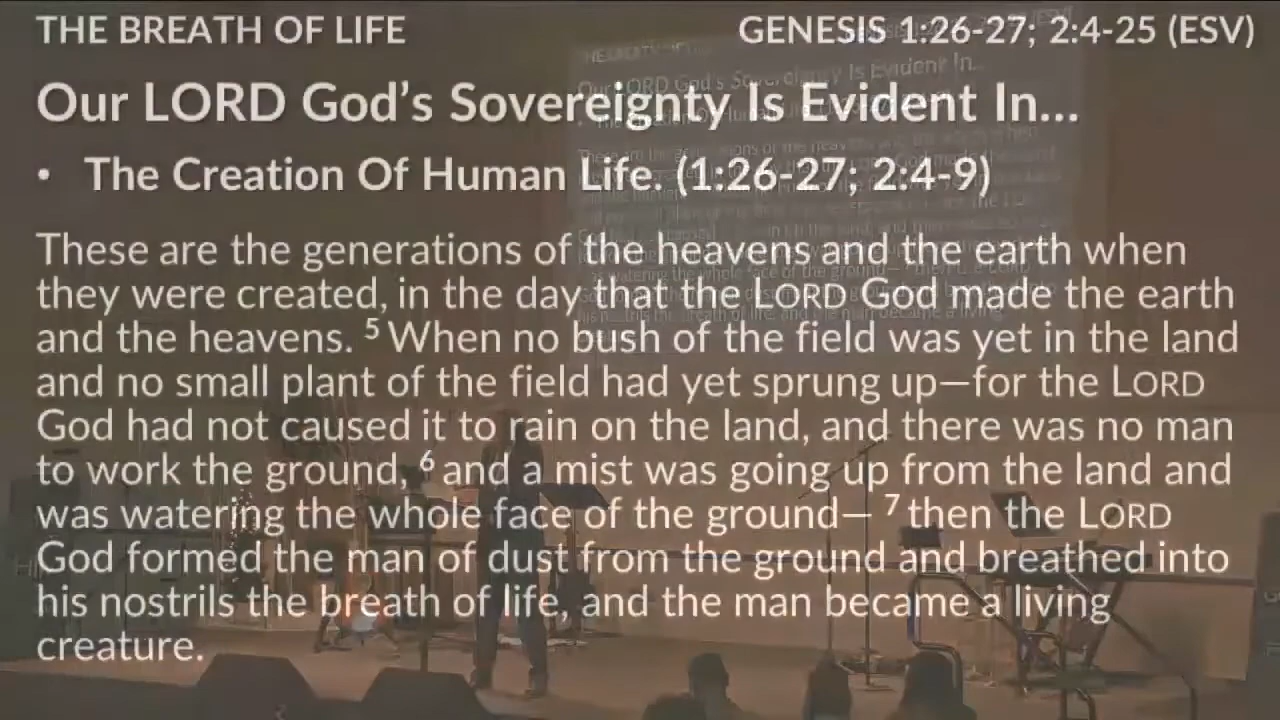 THE BREATH OF LIFE
GENESIS 1:26-27; 2:4-25 (ESV)
Our LORD God’s Sovereignty Is Evident In...
• The Creation Of Human Life. (1:26-27; 2:4-9)
These are the generations of the heavens and the earth when
they were created, in the day that the LORD God made the earth
and the heavens. 5 When no bush of the field was yet in the land
and no small plant of the field had yet sprung up—for the LORD
God had not caused it to rain on the land, and there was no man
to work the ground, 6 and a mist was going up from the land and
was watering the whole face of the ground— 7 then the LORD
God formed the man of dust from the ground and breathed into
his nostrils the breath of life, and the man became a living
creature.